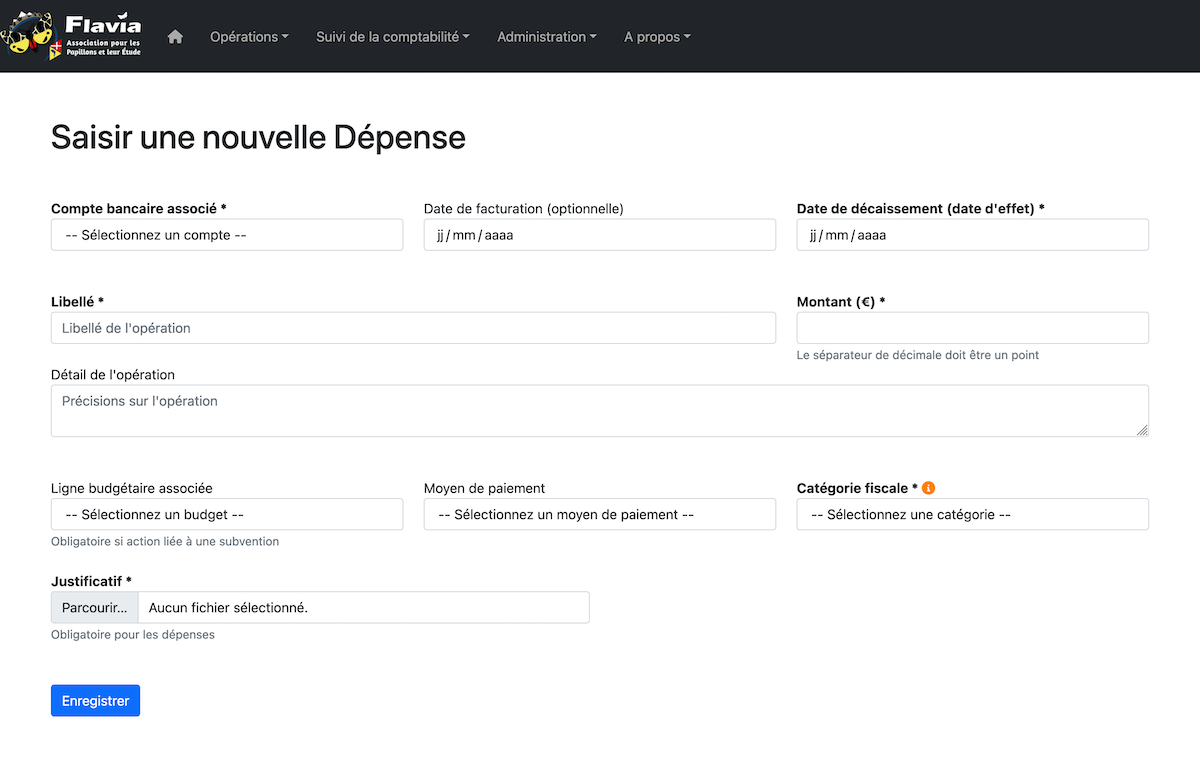 Flavia
Association pour les
Papillons et leur Étude
Opérations
Suivi de la comptabilité
Administration
A propos
Saisir une nouvelle Dépense
Compte bancaire associé *
Date de facturation (optionnelle)
Date de décaissement (date d'effet) *
-- Sélectionnez un compte --
jj/mm/aaaa
jj/mm/aaaa
Libellé *
Montant (€) *
Libellé de l'opération
Le séparateur de décimale doit être un point
Détail de l'opération
Précisions sur l'opération
Ligne budgétaire associée
Moyen de paiement
Catégorie fiscale *
-- Sélectionnez un budget --
-- Sélectionnez un moyen de paiement --
-- Sélectionnez une catégorie --
Obligatoire si action liée à une subvention
Justificatif *
Parcourir... Aucun fichier sélectionné.
Obligatoire pour les dépenses
Enregistrer